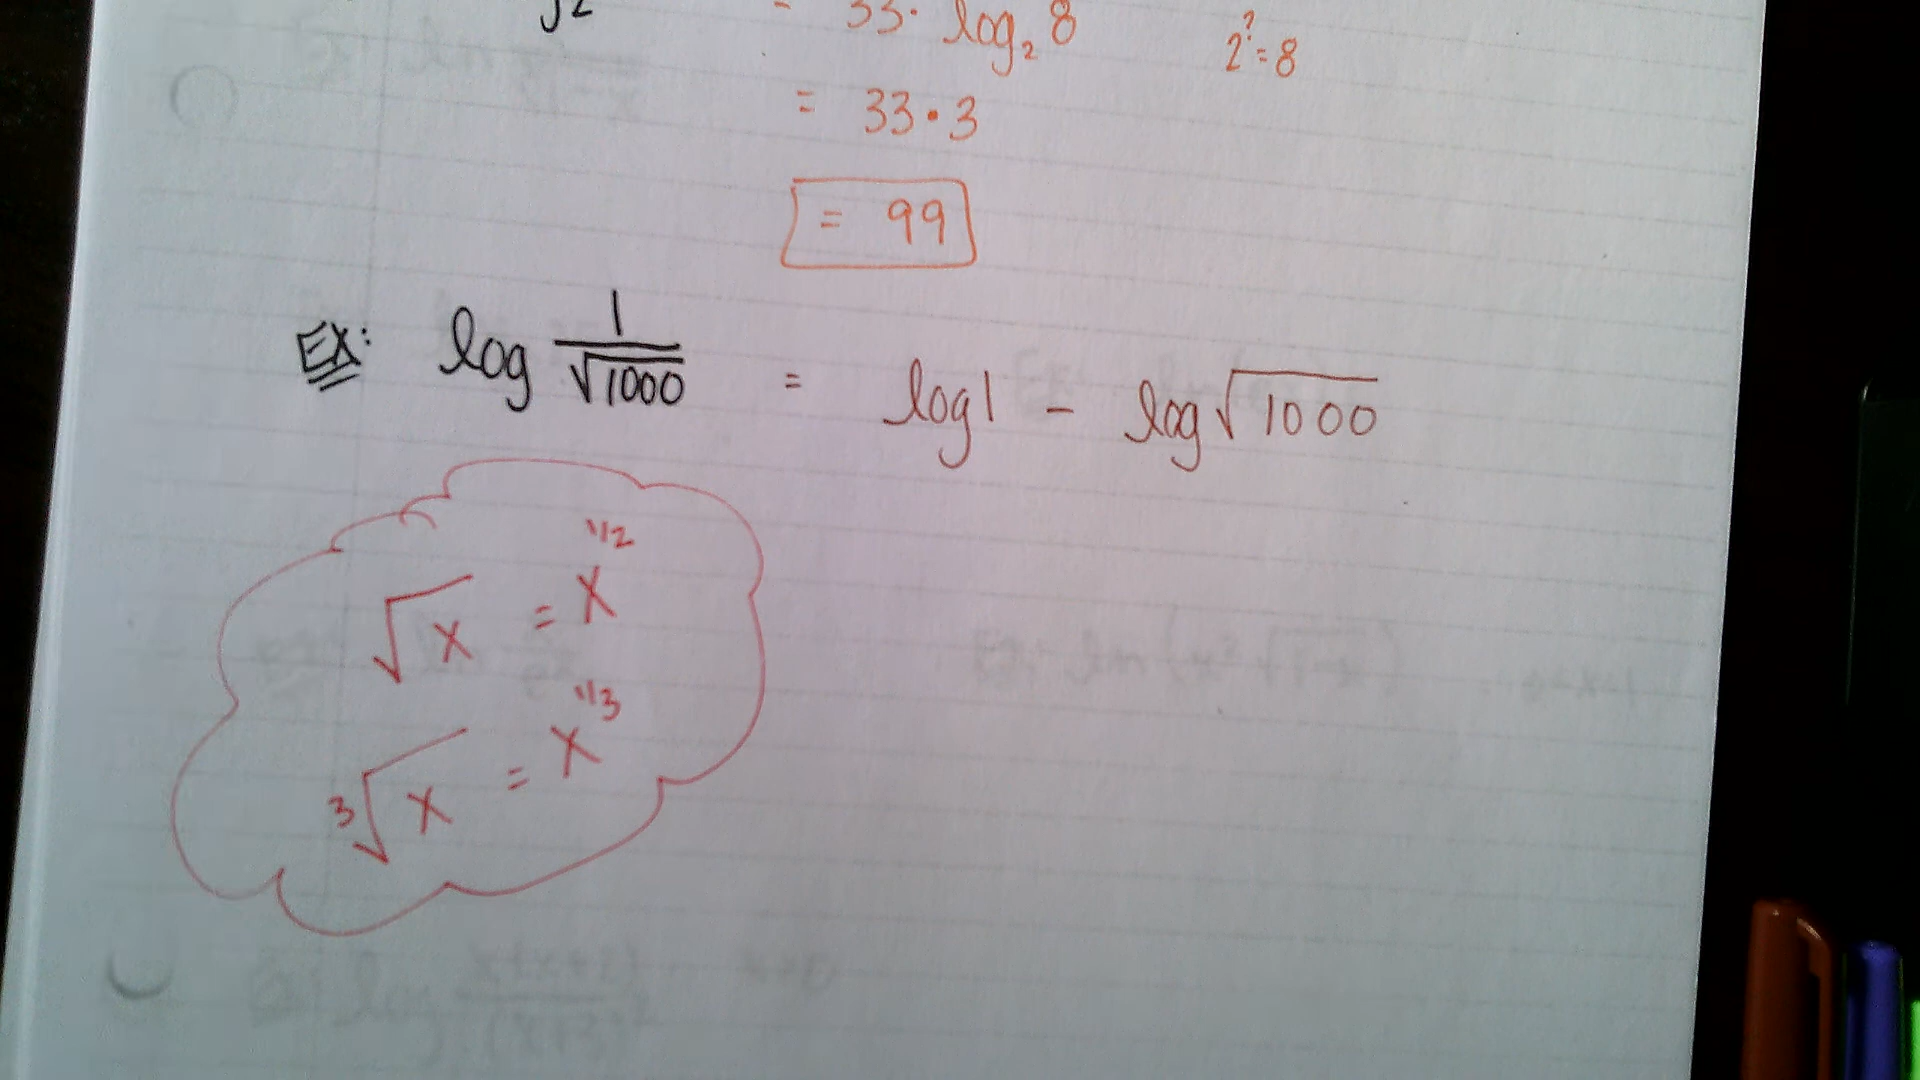 = 33 · log₂ 8 2^? = 8
= 33 · 3
= 99
Ex: log 1/√1000 = log 1 - log √1000
√x = x^1/2
³√x = x^1/3